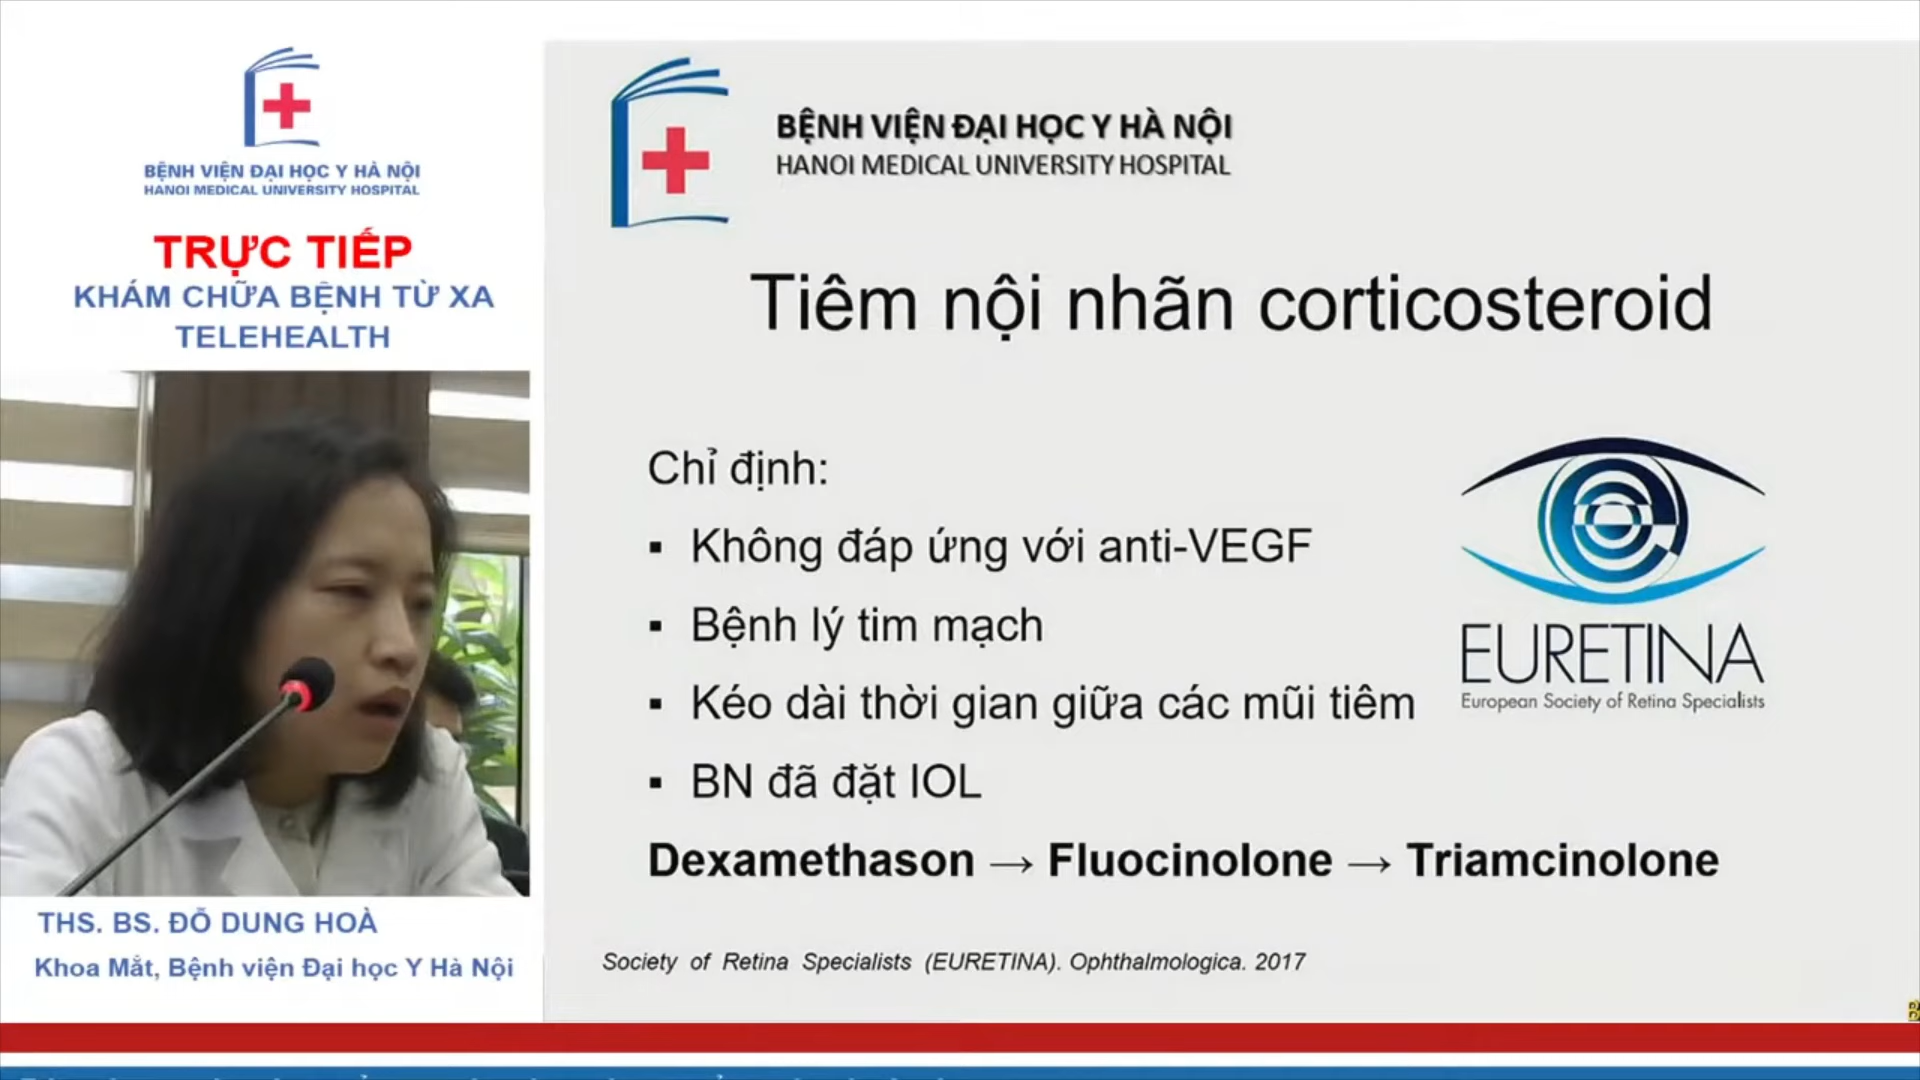 BỆNH VIỆN ĐẠI HỌC Y HÀ NỘI
HANOI MEDICAL UNIVERSITY HOSPITAL
TRỰC TIẾP
KHÁM CHỮA BỆNH TỪ XA
TELEHEALTH
THS. BS. ĐỖ DUNG HOÀ
Khoa Mắt, Bệnh viện Đại học Y Hà Nội
BỆNH VIỆN ĐẠI HỌC Y HÀ NỘI
HANOI MEDICAL UNIVERSITY HOSPITAL
Tiêm nội nhãn corticosteroid
Chỉ định:
▪ Không đáp ứng với anti-VEGF
▪ Bệnh lý tim mạch
▪ Kéo dài thời gian giữa các mũi tiêm
▪ BN đã đặt IOL
Dexamethason → Fluocinolone → Triamcinolone
EURETINA
European Society of Retina Specialists
Society of Retina Specialists (EURETINA). Ophthalmologica. 2017